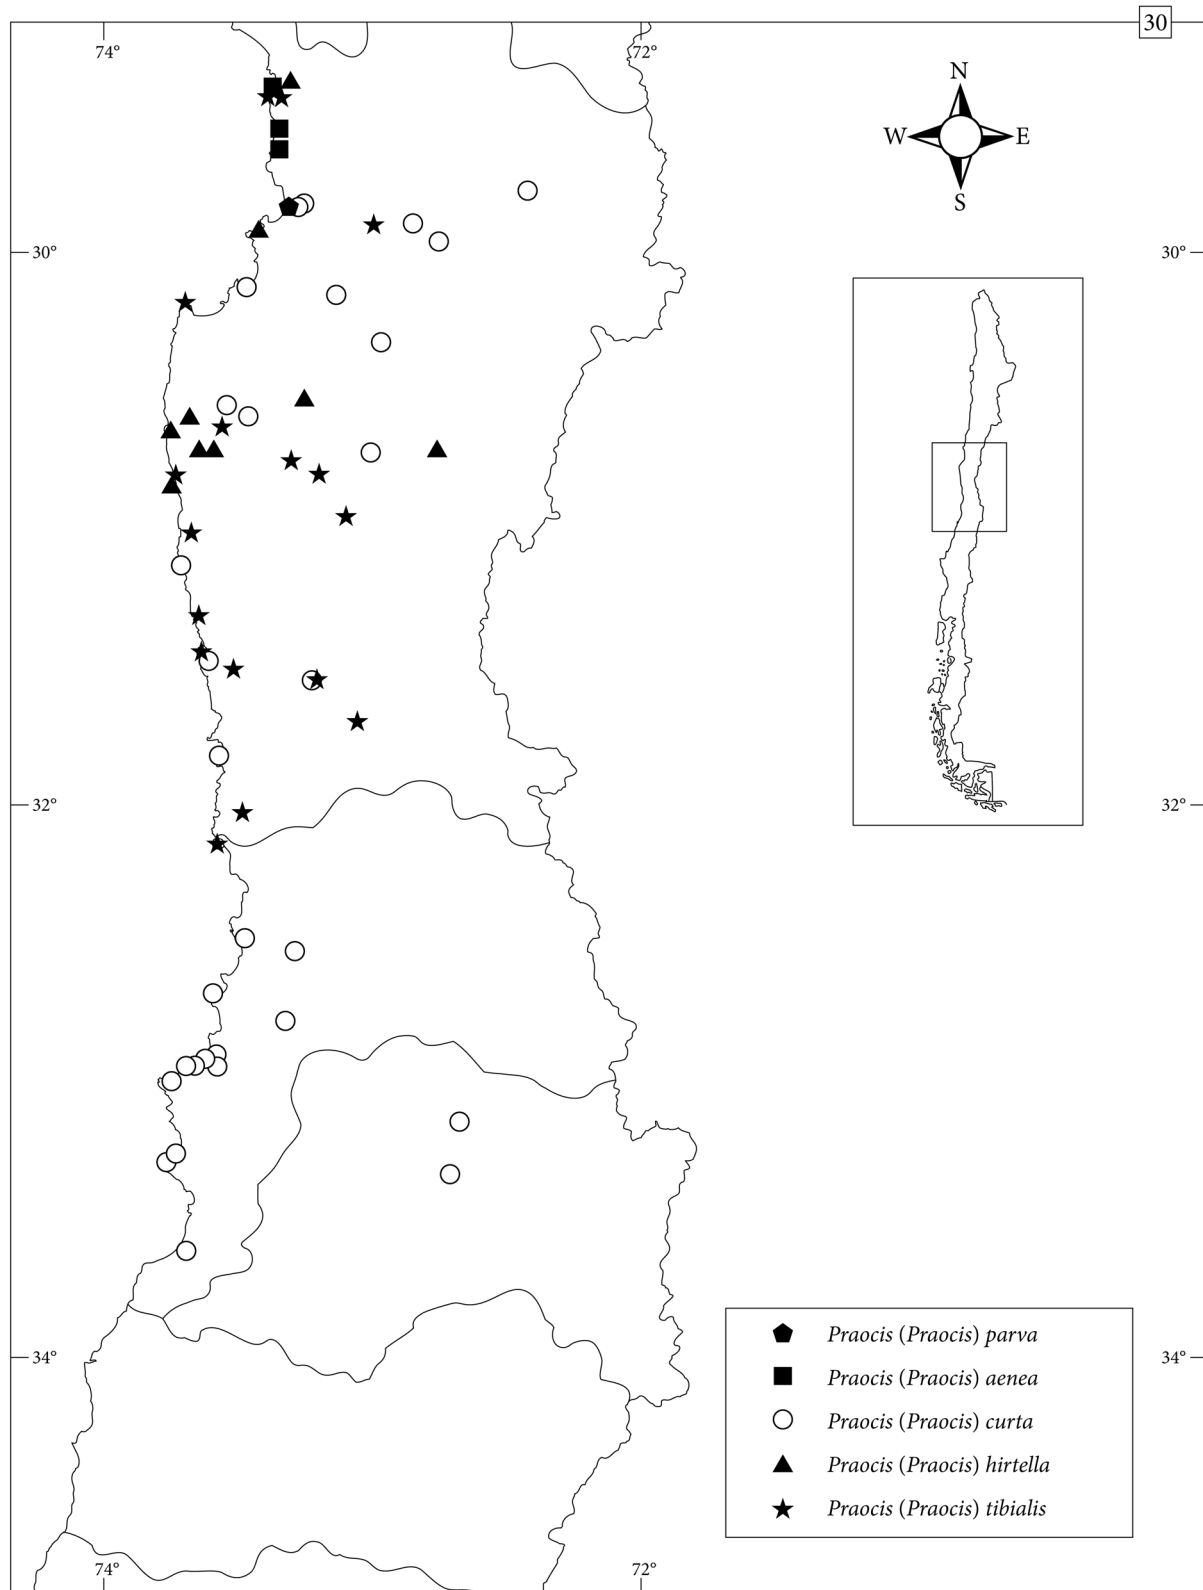 30
74°
72°
N
W
E
S
30°
30°
32°
32°
34°
34°
Praocis (Praocis) parva
Praocis (Praocis) aenea
Praocis (Praocis) curta
Praocis (Praocis) hirtella
Praocis (Praocis) tibialis
74°
72°